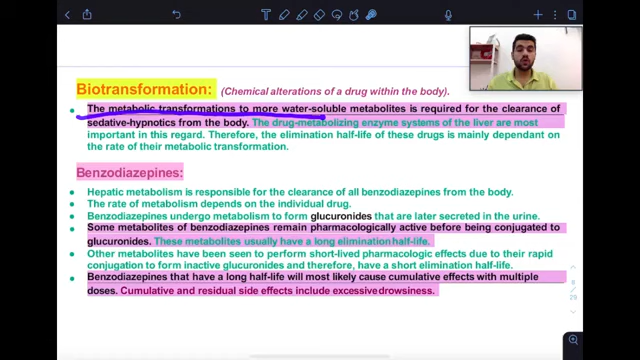 Biotransformation: (Chemical alterations of a drug within the body).
• The metabolic transformations to more water-soluble metabolites is required for the clearance of
sedative-hypnotics from the body. The drug-metabolizing enzyme systems of the liver are most
important in this regard. Therefore, the elimination half-life of these drugs is mainly dependant on
the rate of their metabolic transformation.
Benzodiazepines:
• Hepatic metabolism is responsible for the clearance of all benzodiazepines from the body.
• The rate of metabolism depends on the individual drug.
• Benzodiazepines undergo metabolism to form glucuronides that are later secreted in the urine.
• Some metabolites of benzodiazepines remain pharmacologically active before being conjugated to
glucuronides. These metabolites usually have a long elimination half-life.
• Other metabolites have been seen to perform short-lived pharmacologic effects due to their rapid
conjugation to form inactive glucuronides and therefore, have a short elimination half-life.
• Benzodiazepines that have a long half-life will most likely cause cumulative effects with multiple
doses. Cumulative and residual side effects include excessive drowsiness.
8
29